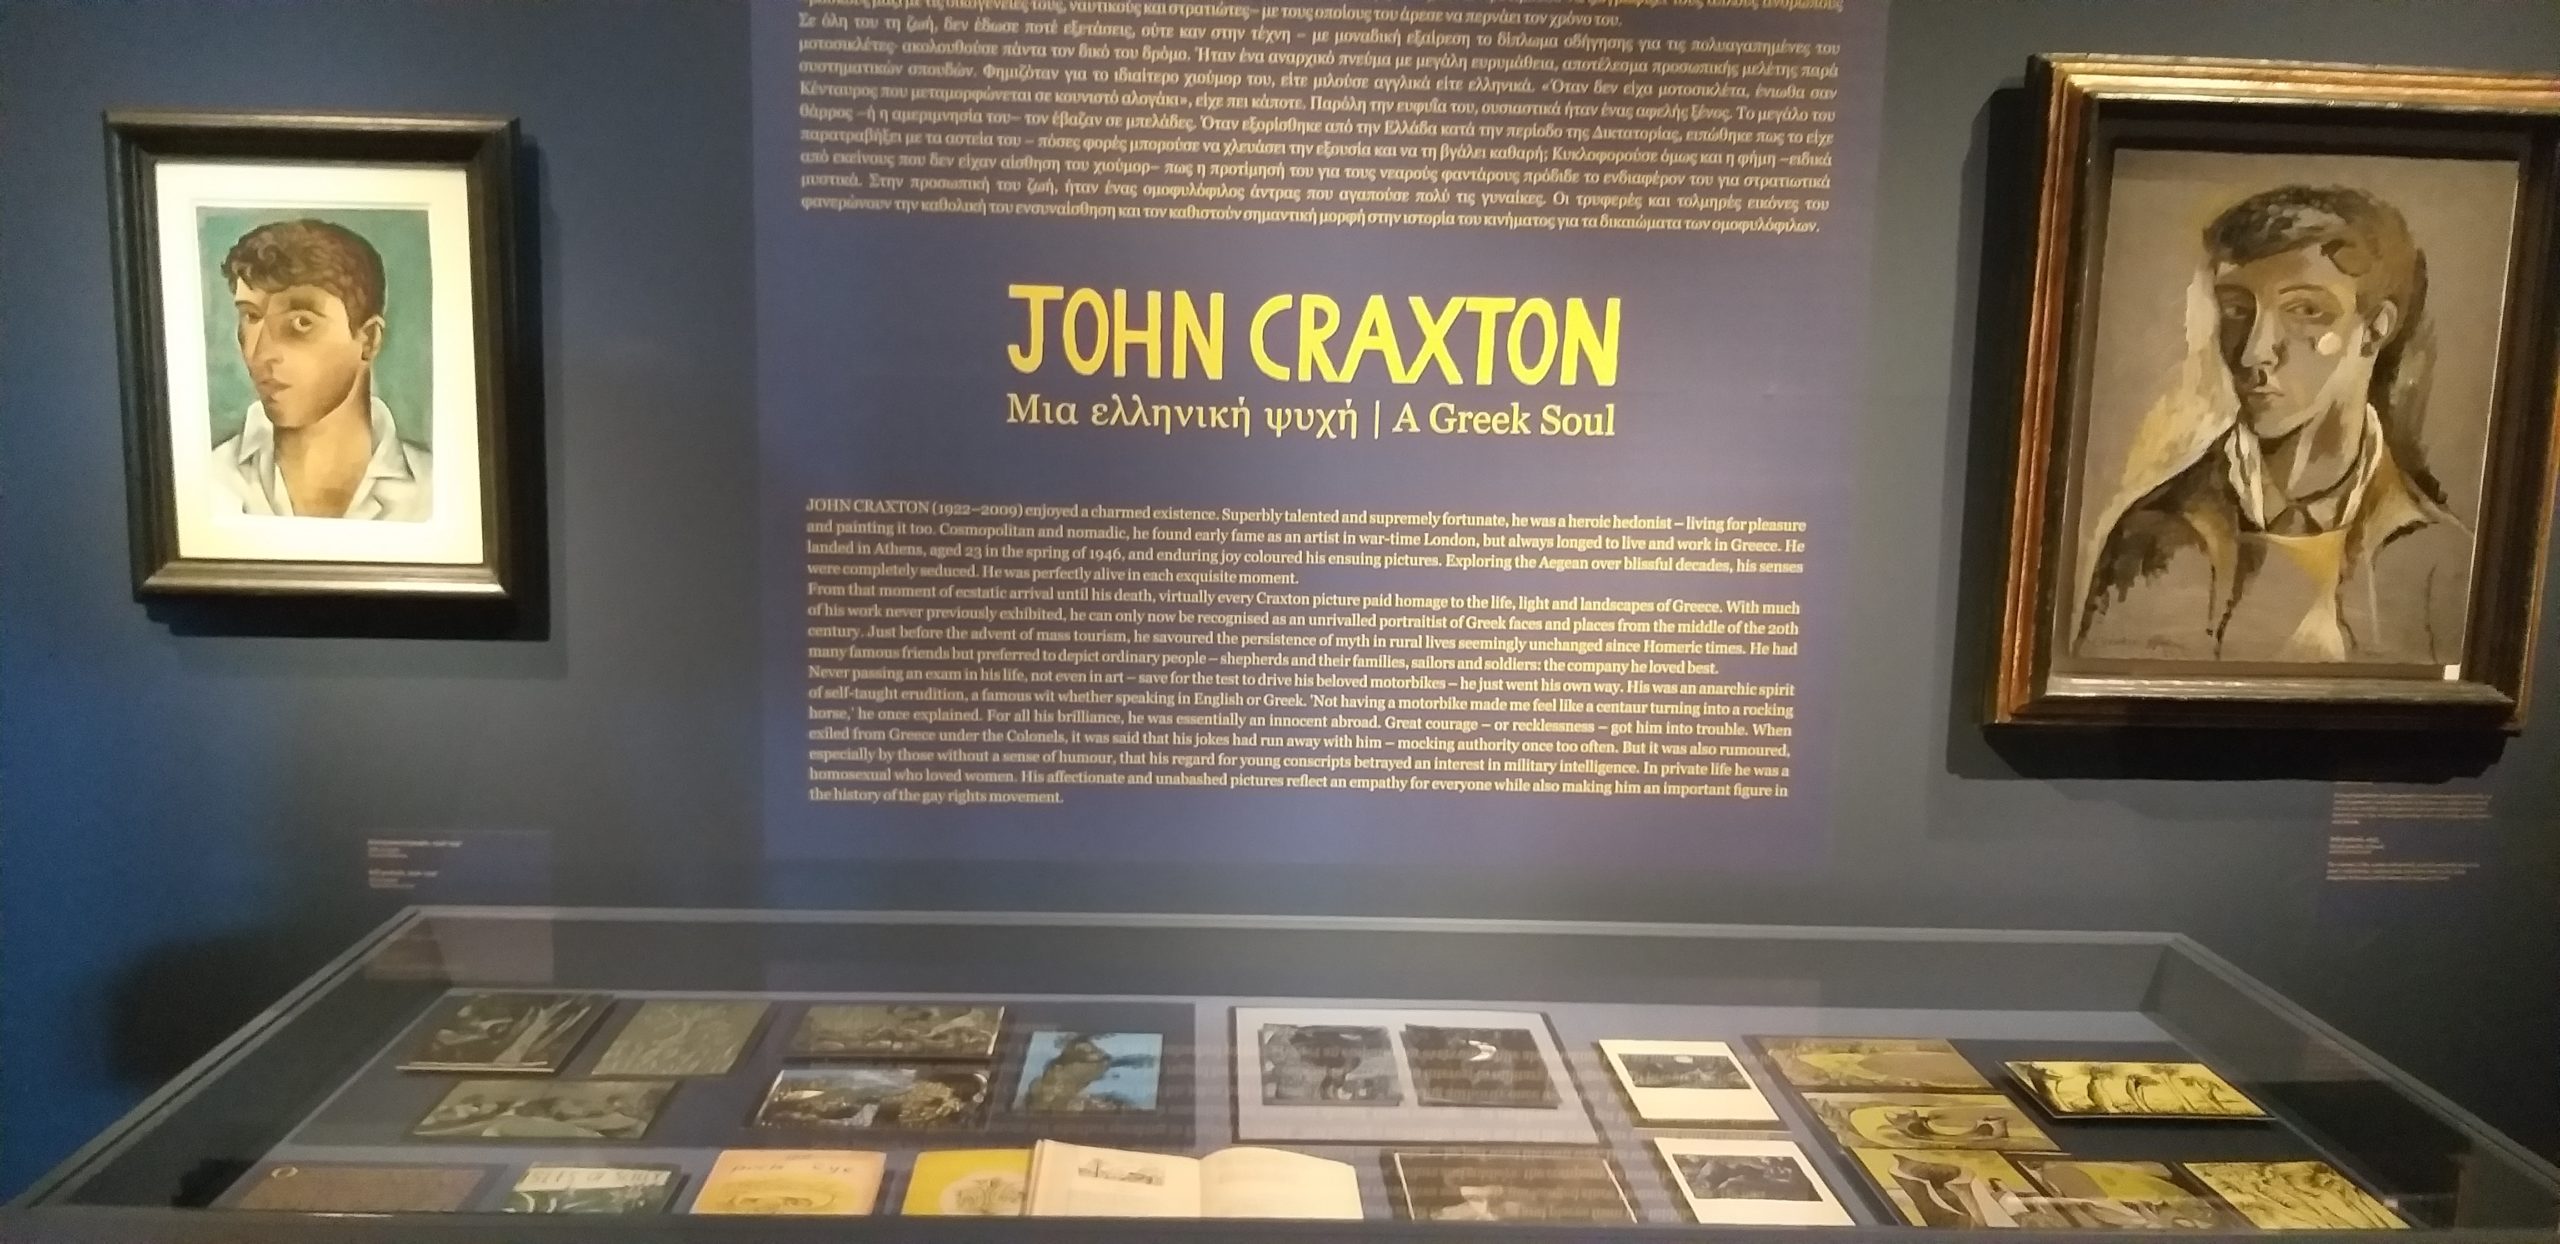 ναυτικούς και στρατιώτες– με τους οποίους του άρεσε να περνάει τον χρόνο του.
Σε όλη του τη ζωή, δεν έδωσε ποτέ εξετάσεις, ούτε καν στην τέχνη – με μοναδική εξαίρεση το δίπλωμα οδήγησης για τις πολυαγαπημένες του
μοτοσικλέτες· ακολουθούσε πάντα τον δικό του δρόμο. Ήταν ένα αναρχικό πνεύμα με μεγάλη ευρυμάθεια, αποτέλεσμα προσωπικής μελέτης παρά
συστηματικών σπουδών. Φημιζόταν για το ιδιαίτερο χιούμορ του, είτε μιλούσε αγγλικά είτε ελληνικά. «Όταν δεν είχα μοτοσυκλέτα, ένιωθα σαν
Κένταυρος που μεταμορφώνεται σε κουνιστό αλογάκι», είχε πει κάποτε. Παρόλη την ευφυΐα του, ουσιαστικά ήταν ένας αφελής ξένος. Το μεγάλο του
θάρρος –ή η αμεριμνησία του– τον έβαζαν σε μπελάδες. Όταν εξορίσθηκε από την Ελλάδα κατά την περίοδο της Δικτατορίας, ειπώθηκε πως το είχε
παρατραβήξει με τα αστεία του – πόσες φορές μπορούσε να χλευάσει την εξουσία και να τη βγάλει καθαρή; Κυκλοφορούσε όμως και η φήμη –ειδικά
από εκείνους που δεν είχαν αίσθηση του χιούμορ– πως η προτίμησή του για τους νεαρούς φαντάρους πρόδιδε το ενδιαφέρον του για στρατιωτικά
μυστικά. Στην προσωπική του ζωή, ήταν ένας ομοφυλόφιλος άντρας που αγαπούσε πολύ τις γυναίκες. Οι τρυφερές και τολμηρές εικόνες του
φανερώνουν την καθολική του ενσυναίσθηση και τον καθιστούν σημαντική μορφή στην ιστορία του κινήματος για τα δικαιώματα των ομοφυλόφιλων.
JOHN CRAXTON
Μια ελληνική ψυχή | A Greek Soul
JOHN CRAXTON (1922–2009) enjoyed a charmed existence. Superbly talented and supremely fortunate, he was a heroic hedonist – living for pleasure
and painting it too. Cosmopolitan and nomadic, he found early fame as an artist in war-time London, but always longed to live and work in Greece. He
landed in Athens, aged 23 in the spring of 1946, and enduring joy coloured his ensuing pictures. Exploring the Aegean over blissful decades, his senses
were completely seduced. He was perfectly alive in each exquisite moment.
From that moment of ecstatic arrival until his death, virtually every Craxton picture paid homage to the life, light and landscapes of Greece. With much
of his work never previously exhibited, he can only now be recognised as an unrivalled portraitist of Greek faces and places from the middle of the 20th
century. Just before the advent of mass tourism, he savoured the persistence of myth in rural lives seemingly unchanged since Homeric times. He had
many famous friends but preferred to depict ordinary people – shepherds and their families, sailors and soldiers: the company he loved best.
Never passing an exam in his life, not even in art – save for the test to drive his beloved motorbikes – he just went his own way. His was an anarchic spirit
of self-taught erudition, a famous wit whether speaking in English or Greek. 'Not having a motorbike made me feel like a centaur turning into a rocking
horse,' he once explained. For all his brilliance, he was essentially an innocent abroad. Great courage – or recklessness – got him into trouble. When
exiled from Greece under the Colonels, it was said that his jokes had run away with him – mocking authority once too often. But it was also rumoured,
especially by those without a sense of humour, that his regard for young conscripts betrayed an interest in military intelligence. In private life he was a
homosexual who loved women. His affectionate and unabashed pictures reflect an empathy for everyone while also making him an important figure in
the history of the gay rights movement.